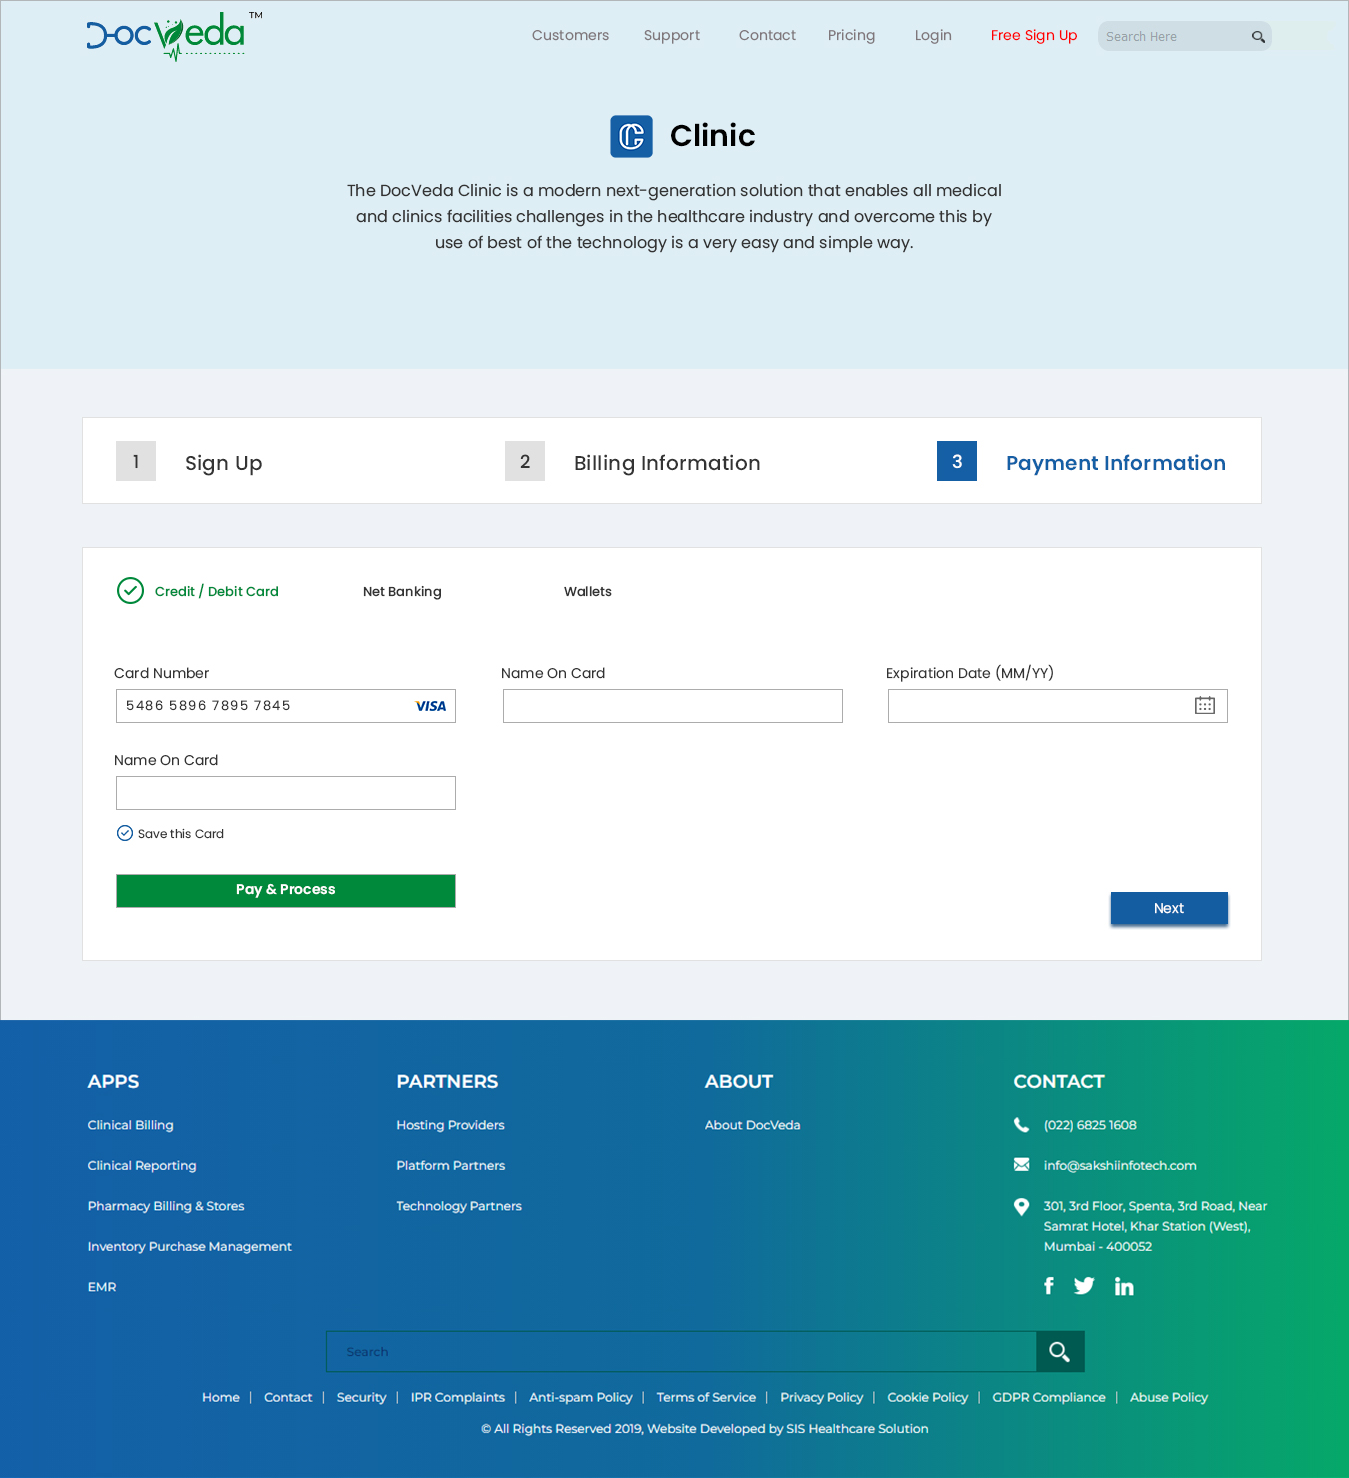 DocVeda TM
Customers Support Contact Pricing Login Free Sign Up Search Here
Clinic
The DocVeda Clinic is a modern next-generation solution that enables all medical
and clinics facilities challenges in the healthcare industry and overcome this by
use of best of the technology is a very easy and simple way.
1 Sign Up 2 Billing Information 3 Payment Information
Credit / Debit Card Net Banking Wallets
Card Number Name On Card Expiration Date (MM/YY)
5486 5896 7895 7845 VISA
Name On Card
Save this Card
Pay & Process
Next
APPS PARTNERS ABOUT CONTACT
Clinical Billing Hosting Providers About DocVeda (022) 6825 1608
Clinical Reporting Platform Partners info@sakshiinfotech.com
Pharmacy Billing & Stores Technology Partners 301, 3rd Floor, Spenta, 3rd Road, Near
Samrat Hotel, Khar Station (West),
Inventory Purchase Management Mumbai - 400052
EMR
Search
Home | Contact | Security | IPR Complaints | Anti-spam Policy | Terms of Service | Privacy Policy | Cookie Policy | GDPR Compliance | Abuse Policy
© All Rights Reserved 2019, Website Developed by SIS Healthcare Solution